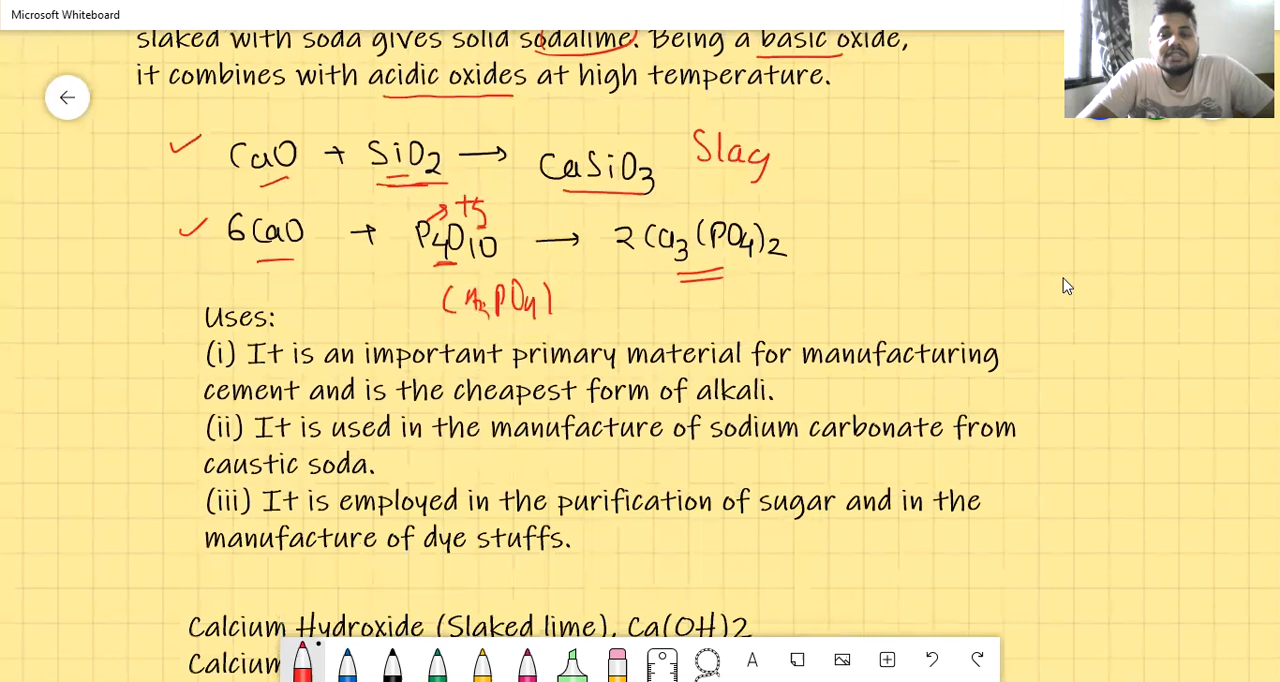 Microsoft Whiteboard
slaked with soda gives solid sodalime. Being a basic oxide,
it combines with acidic oxides at high temperature.
CaO + SiO2 → CaSiO3 Slag
+5
6CaO + P4O10 → 2Ca3(PO4)2
Uses:
(i) It is an important primary material for manufacturing
cement and is the cheapest form of alkali.
(ii) It is used in the manufacture of sodium carbonate from
caustic soda.
(iii) It is employed in the purification of sugar and in the
manufacture of dye stuffs.
Calcium Hydroxide (Slaked lime), Ca(OH)2
Calcium
A